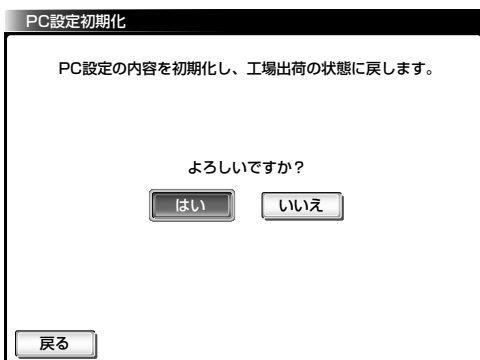 PC設定初期化
PC設定の内容を初期化し、工場出荷の状態に戻します。
よろしいですか？
はい
いいえ
戻る